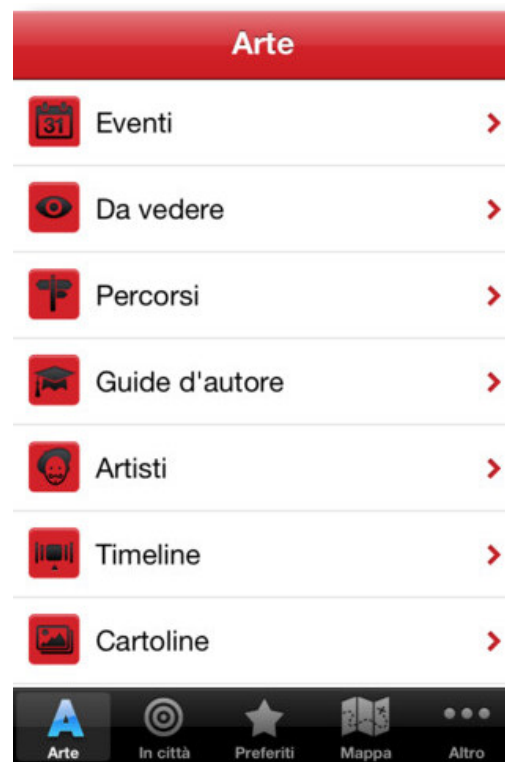 Arte
31
Eventi
Da vedere
Percorsi
Guide d'autore
Artisti
Timeline
Cartoline
A
Arte In città Preferiti Mappa Altro